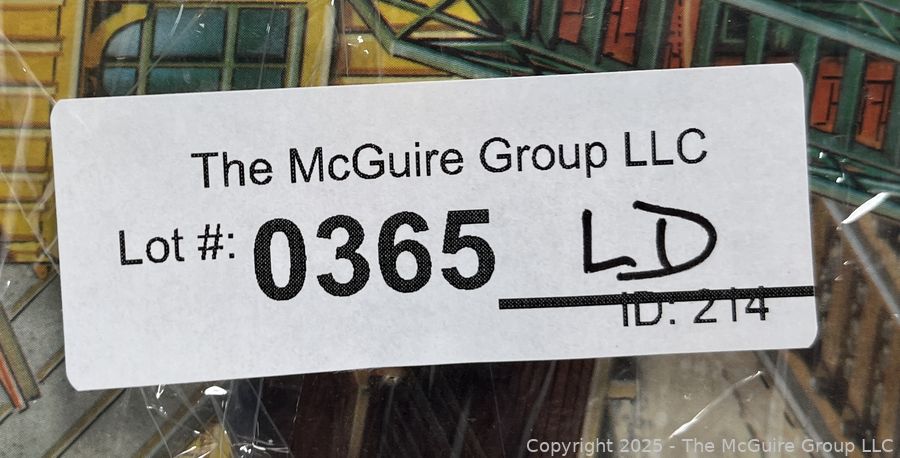 The McGuire Group LLC
Lot #: 0365 LD
ID: 214
Copyright 2025 - The McGuire Group LLC